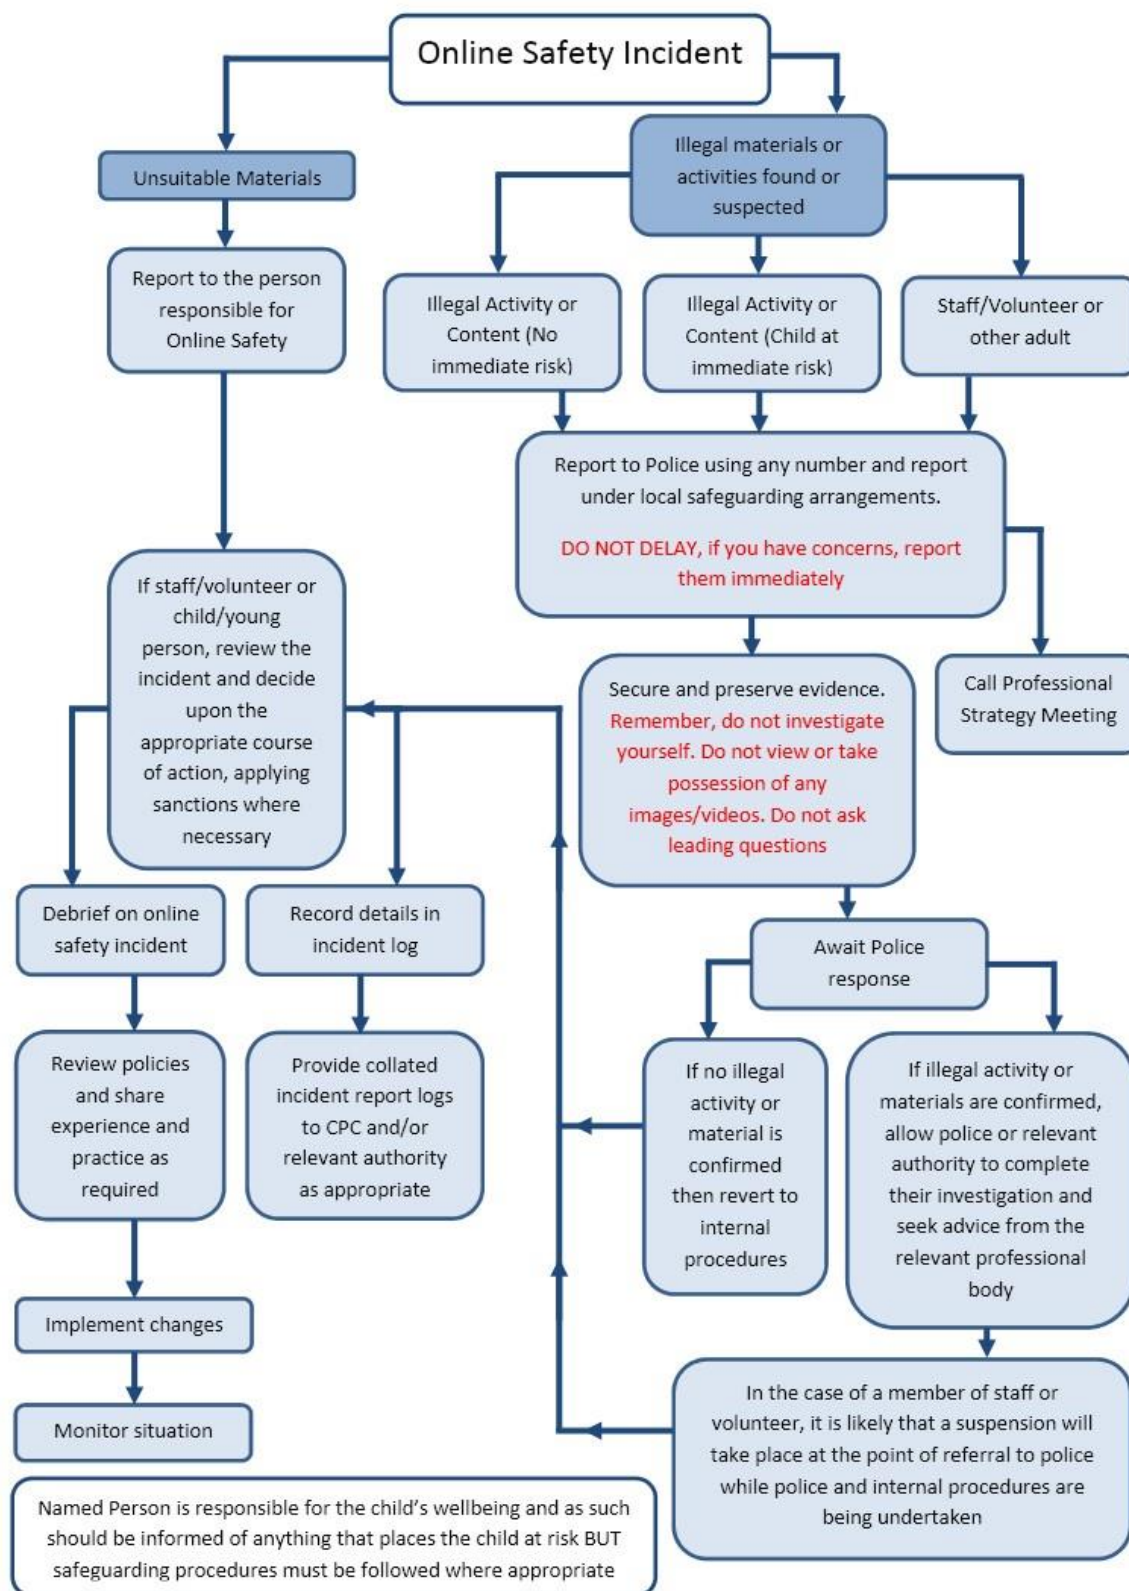 Online Safety Incident
Unsuitable Materials
Illegal materials or
activities found or
suspected
Report to the person
responsible for
Online Safety
Illegal Activity or
Content (No
immediate risk)
Illegal Activity or
Content (Child at
immediate risk)
Staff/Volunteer or
other adult
Report to Police using any number and report
under local safeguarding arrangements.
DO NOT DELAY, if you have concerns, report
them immediately
If staff/volunteer or
child/young
person, review the
incident and decide
upon the
appropriate course
of action, applying
sanctions where
necessary
Secure and preserve evidence.
Remember, do not investigate
yourself. Do not view or take
possession of any
images/videos. Do not ask
leading questions
Call Professional
Strategy Meeting
Debrief on online
safety incident
Record details in
incident log
Await Police
response
Review policies
and share
experience and
practice as
required
Provide collated
incident report logs
to CPC and/or
relevant authority
as appropriate
If no illegal
activity or
material is
confirmed
then revert to
internal
procedures
If illegal activity or
materials are confirmed,
allow police or relevant
authority to complete
their investigation and
seek advice from the
relevant professional
body
Implement changes
Monitor situation
In the case of a member of staff or
volunteer, it is likely that a suspension will
take place at the point of referral to police
while police and internal procedures are
being undertaken
Named Person is responsible for the child’s wellbeing and as such
should be informed of anything that places the child at risk BUT
safeguarding procedures must be followed where appropriate